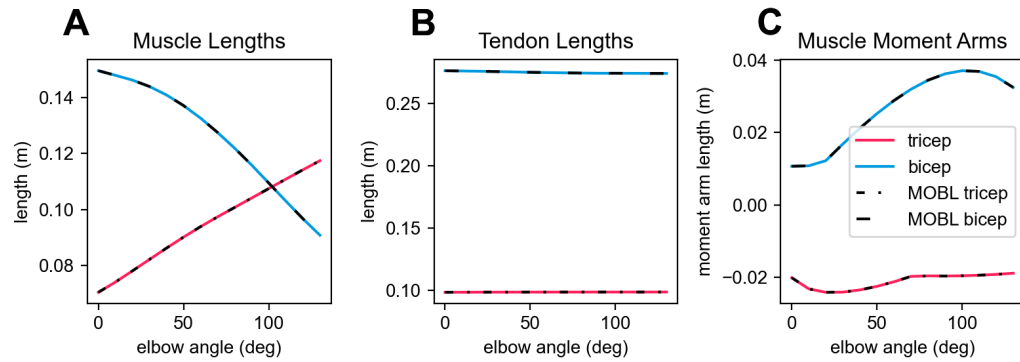 A
Muscle Lengths
length (m)
0.14
0.12
0.10
0.08
0
50
100
elbow angle (deg)
B
Tendon Lengths
length (m)
0.25
0.20
0.15
0.10
0
50
100
elbow angle (deg)
C
Muscle Moment Arms
moment arm length (m)
0.04
0.02
0.00
−0.02
0
50
100
elbow angle (deg)
tricep
bicep
MOBL tricep
MOBL bicep